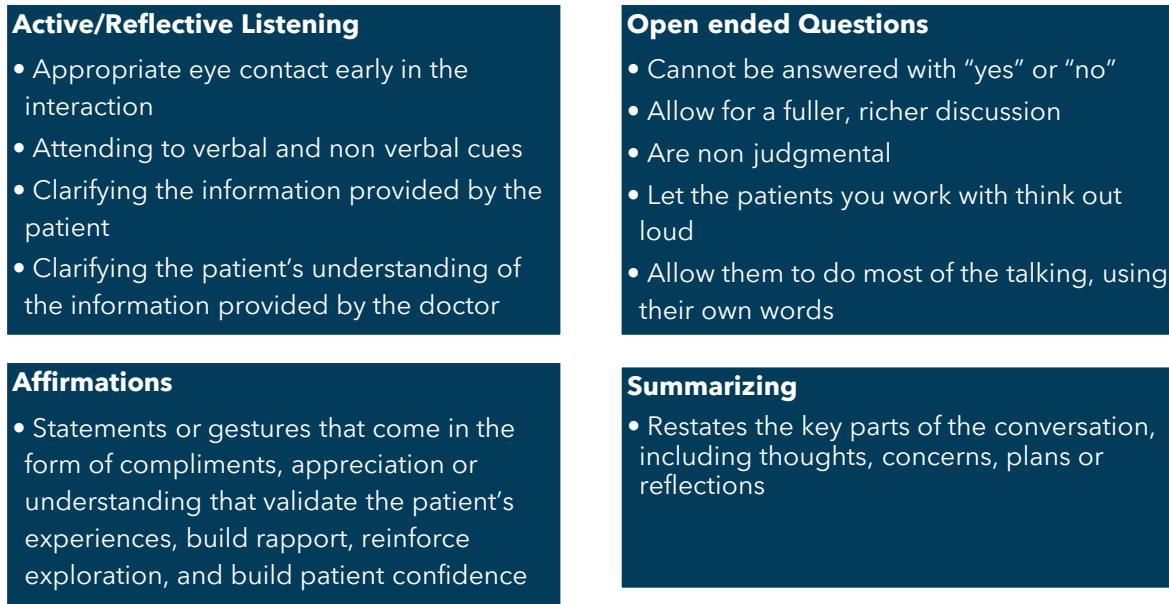 Active/Reflective Listening
• Appropriate eye contact early in the
interaction
• Attending to verbal and non verbal cues
• Clarifying the information provided by the
patient
• Clarifying the patient’s understanding of
the information provided by the doctor
Open ended Questions
• Cannot be answered with “yes” or “no”
• Allow for a fuller, richer discussion
• Are non judgmental
• Let the patients you work with think out
loud
• Allow them to do most of the talking, using
their own words
Affirmations
• Statements or gestures that come in the
form of compliments, appreciation or
understanding that validate the patient’s
experiences, build rapport, reinforce
exploration, and build patient confidence
Summarizing
• Restates the key parts of the conversation,
including thoughts, concerns, plans or
reflections